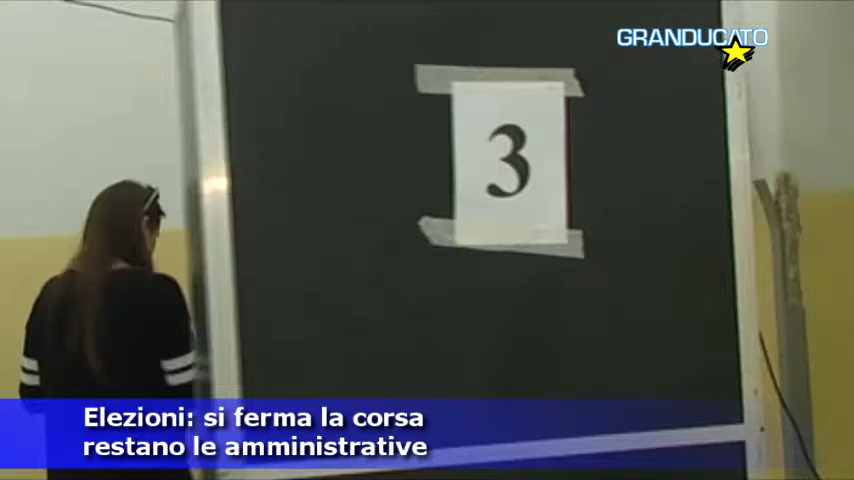 GRANDUCATO
3
Elezioni: si ferma la corsa
restano le amministrative